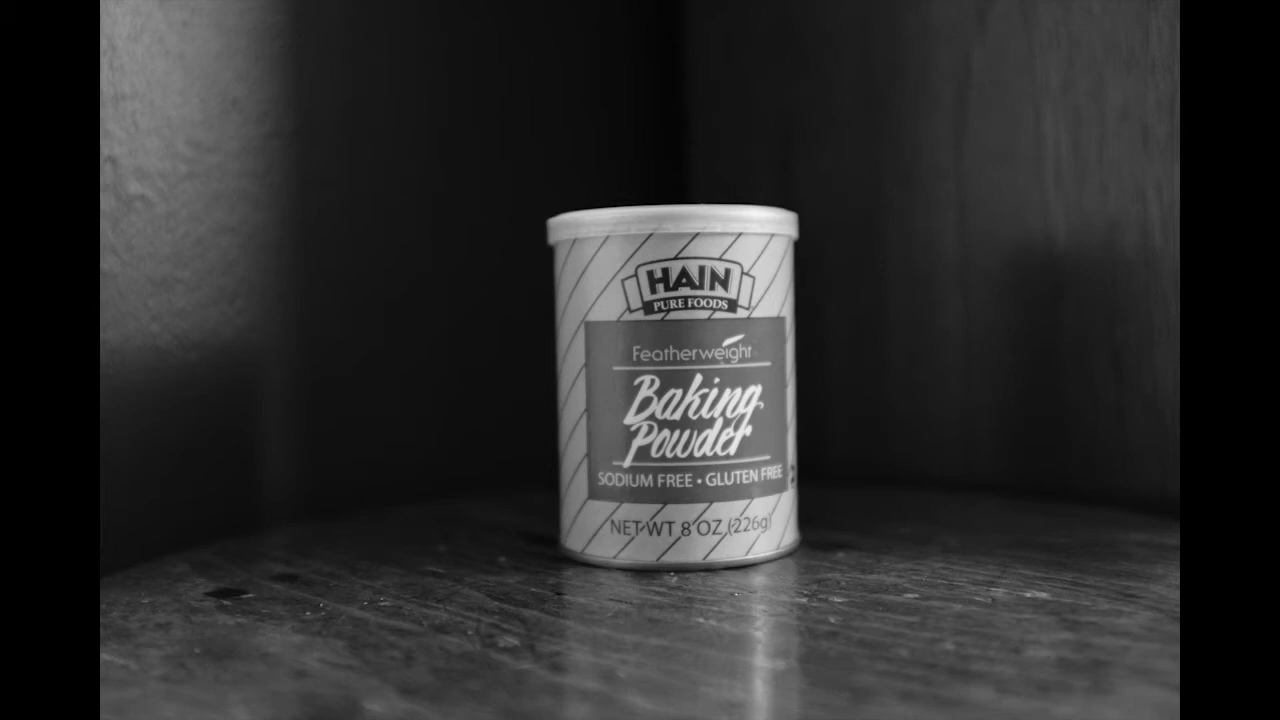 HAIN
PURE FOODS
Featherweight
Baking
Powder
SODIUM FREE • GLUTEN FREE
NET WT 8 OZ (226g)